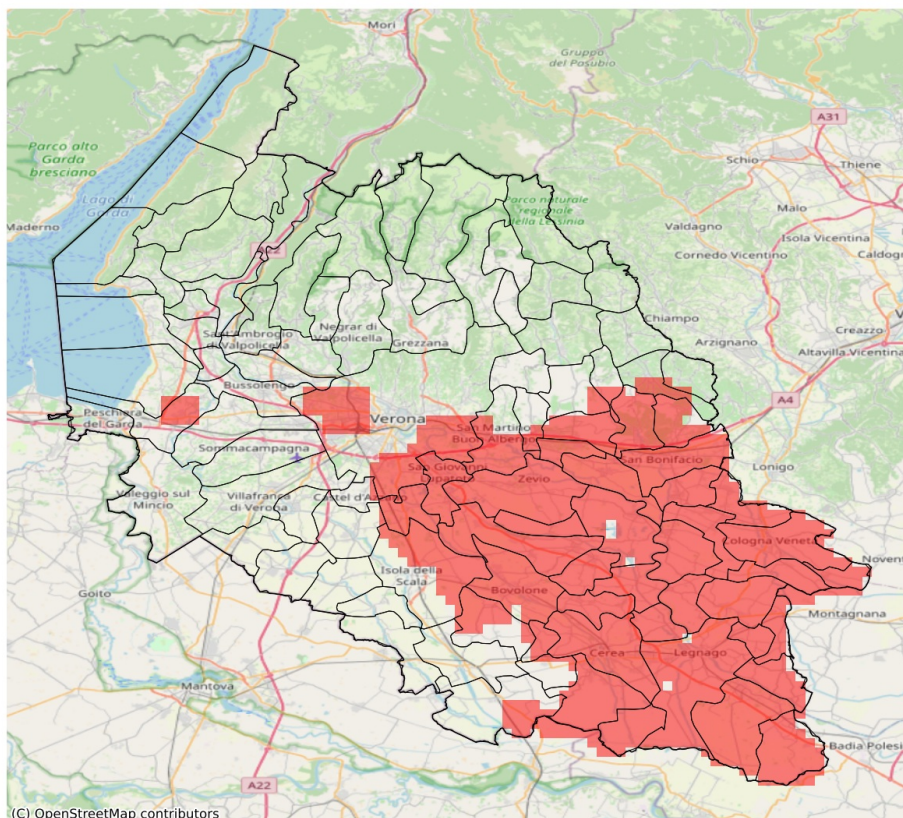 Mori
Gruppo
del Pasubio
A31
Parco alto
Garda
bresciano
Schio
Thiene
Lago di
Garda
Parco naturale
regionale
della Lessinia
Malo
Maderno
Valdagno
Isola Vicentina
A22
Cornedo Vicentino
Caldogn
Chiampo
Sant'Ambrogio
di Valpolicella
Negrar di
Valpolicella
Grezzana
Arzignano
Creazzo
Altavilla Vicentina
Bussolengo
A4
Peschiera
del Garda
Verona
San Martino
Buon Albergo
Sommacampagna
San Bonifacio
Lonigo
San Giovanni
Lupatoto
Zevio
Valeggio sul
Mincio
Villafranca
di Verona
Castel d'Azzano
Cologna Veneta
Novent
Isola della
Scala
Goito
Bovolone
Montagnana
Cerea
Legnago
Mantova
Badia Polesi
A22
(C) OpenStreetMap contributors